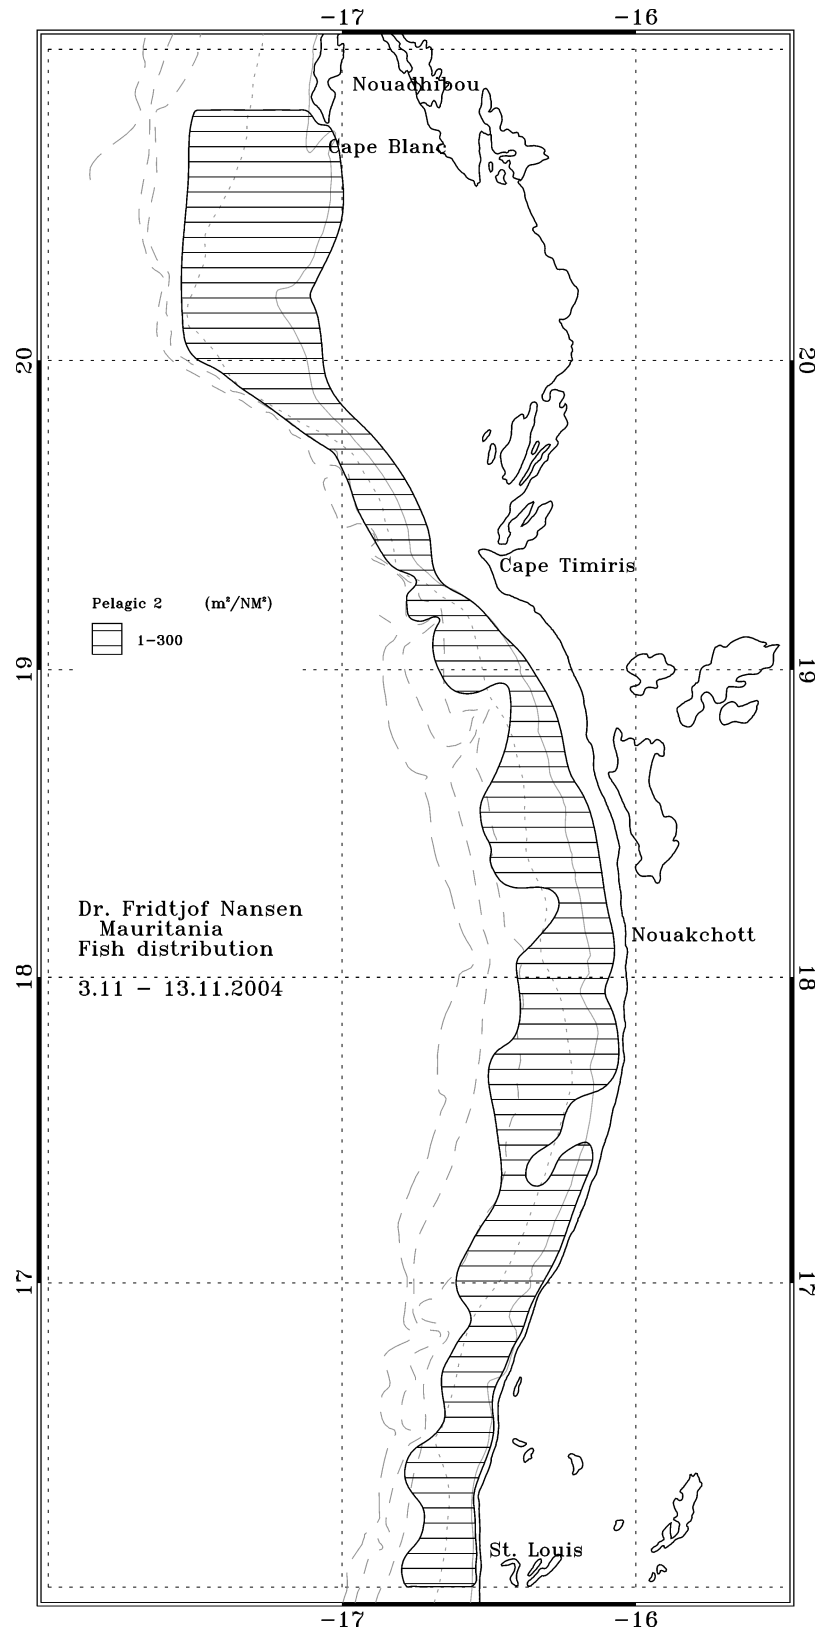 -17 -16
Nouadhibou
Cape Blanc
20 20
Cape Timiris
Pelagic 2 (m²/NM²)
1-300
19 19
Dr. Fridtjof Nansen
Mauritania
Fish distribution
Nouakchott
18 18
3.11 - 13.11.2004
17 17
St. Louis
-17 -16